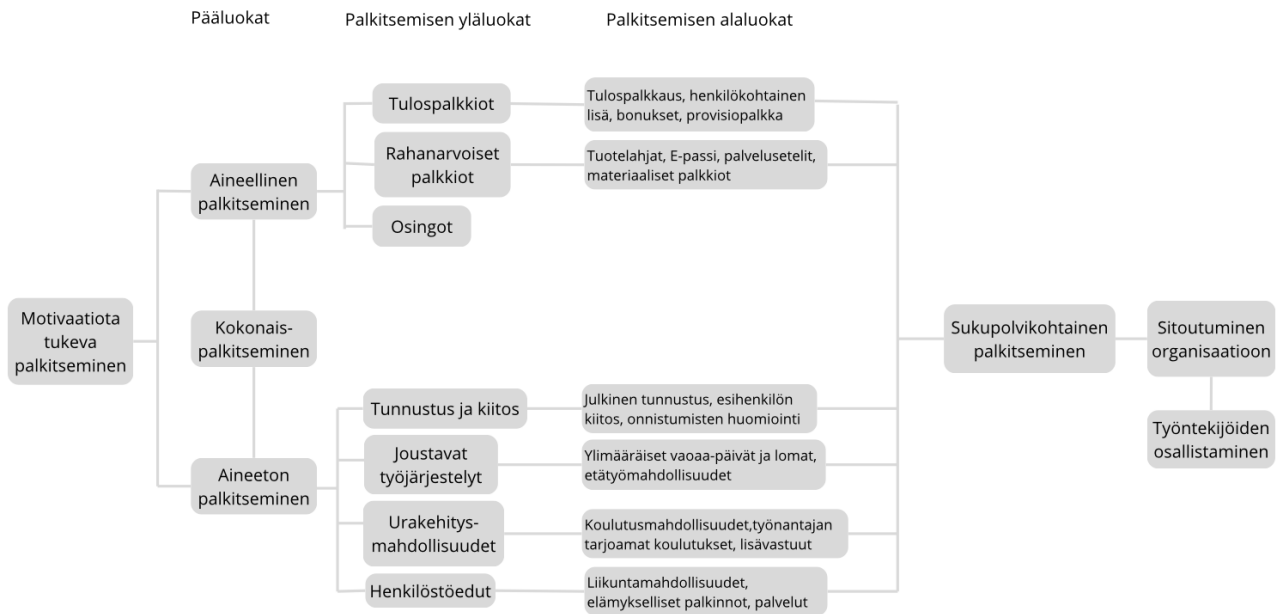 Pääluokat
Palkitsemisen yläluokat
Palkitsemisen alaluokat
Motivaatiota
tukeva
palkitseminen
Aineellinen
palkitseminen
Kokonais-
palkitseminen
Aineeton
palkitseminen
Tulospalkkiot
Rahanarvoiset
palkkiot
Osingot
Tunnustus ja kiitos
Joustavat
työjärjestelyt
Urakehitys-
mahdollisuudet
Henkilöstöedut
Tulospalkkaus, henkilökohtainen
lisä, bonukset, provisiopalka
Tuotelahjat, E-passi, palvelusetelit,
materiaaliset palkkiot
Julkinen tunnustus, esihenkilön
kiitos, onnistumisten huomiointi
Ylimääräiset vaoaa-päivät ja lomat,
etätyömahdollisuudet
Koulutusmahdollisuudet,työnantajan
tarjoamat koulutukset, lisävastuut
Liikuntamahdollisuudet,
elämykselliset palkinnot, palvelut
Sukupolvikohtainen
palkitseminen
Sitoutuminen
organisaatioon
Työntekijöiden
osallistaminen